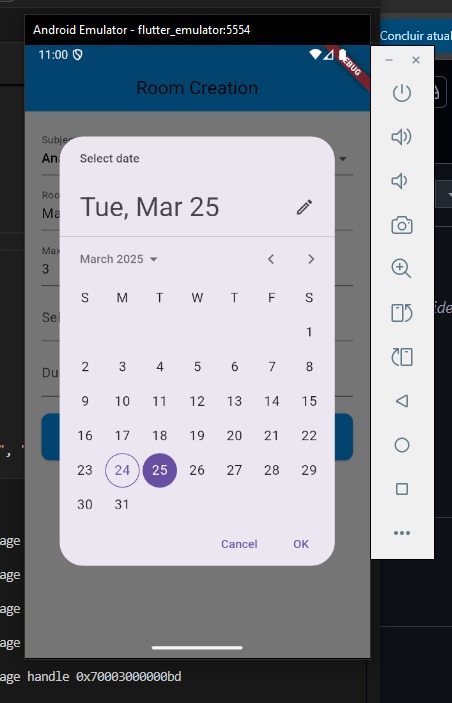 Android Emulator - flutter_emulator:5554
Concluir atual
11:00
DEBUG
Room Creation
Subje
Select date
An
Tue, Mar 25
Roo
Ma
Max
March 2025
3
S M T W T F S
1
Sel
2 3 4 5 6 7 8
Du
9 10 11 12 13 14 15
16 17 18 19 20 21 22
", '
23 24 25 26 27 28 29
30 31
Cancel OK
age
age
age
age
age handle 0x70003000000bd
ide